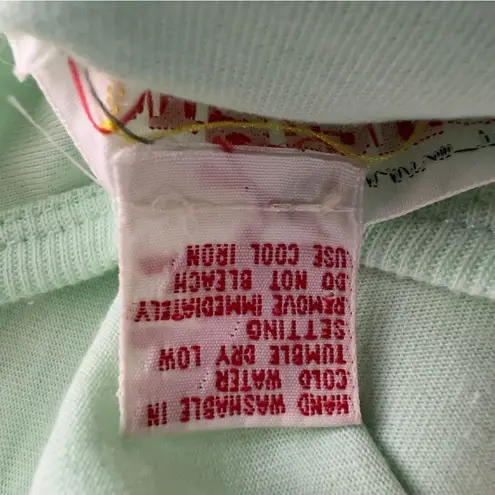 HAND WASHABLE IN
COLD WATER
TUMBLE DRY LOW
SETTING
REMOVE IMMEDIATELY
DO NOT BLEACH
USE COOL IRON